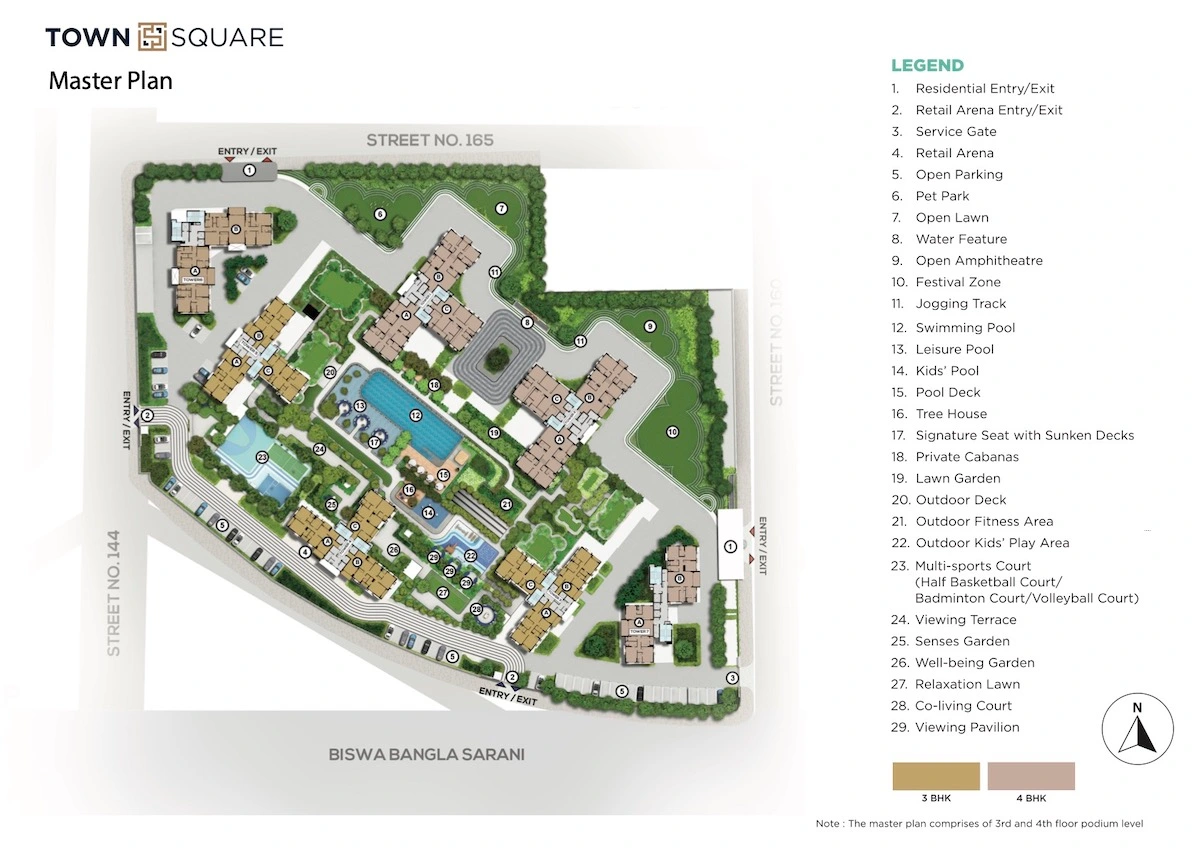 TOWN SQUARE
Master Plan
STREET NO. 165
ENTRY / EXIT
1
6
7
B
A
TOWER 6
11
B
A
C
8
9
11
STREET NO. 160
B
A
C
20
18
13
12
17
C
B
A
10
19
ENTRY / EXIT
2
24
23
15
16
14
21
25
5
4
A
C
B
26
29
22
29
29
27
28
C
B
A
1
ENTRY / EXIT
B
A
TOWER 7
5
2
ENTRY / EXIT
5
3
STREET NO. 144
BISWA BANGLA SARANI
LEGEND
1. Residential Entry/Exit
2. Retail Arena Entry/Exit
3. Service Gate
4. Retail Arena
5. Open Parking
6. Pet Park
7. Open Lawn
8. Water Feature
9. Open Amphitheatre
10. Festival Zone
11. Jogging Track
12. Swimming Pool
13. Leisure Pool
14. Kids' Pool
15. Pool Deck
16. Tree House
17. Signature Seat with Sunken Decks
18. Private Cabanas
19. Lawn Garden
20. Outdoor Deck
21. Outdoor Fitness Area
22. Outdoor Kids' Play Area
23. Multi-sports Court
(Half Basketball Court/
Badminton Court/Volleyball Court)
24. Viewing Terrace
25. Senses Garden
26. Well-being Garden
27. Relaxation Lawn
28. Co-living Court
29. Viewing Pavilion
N
3 BHK
4 BHK
Note : The master plan comprises of 3rd and 4th floor podium level